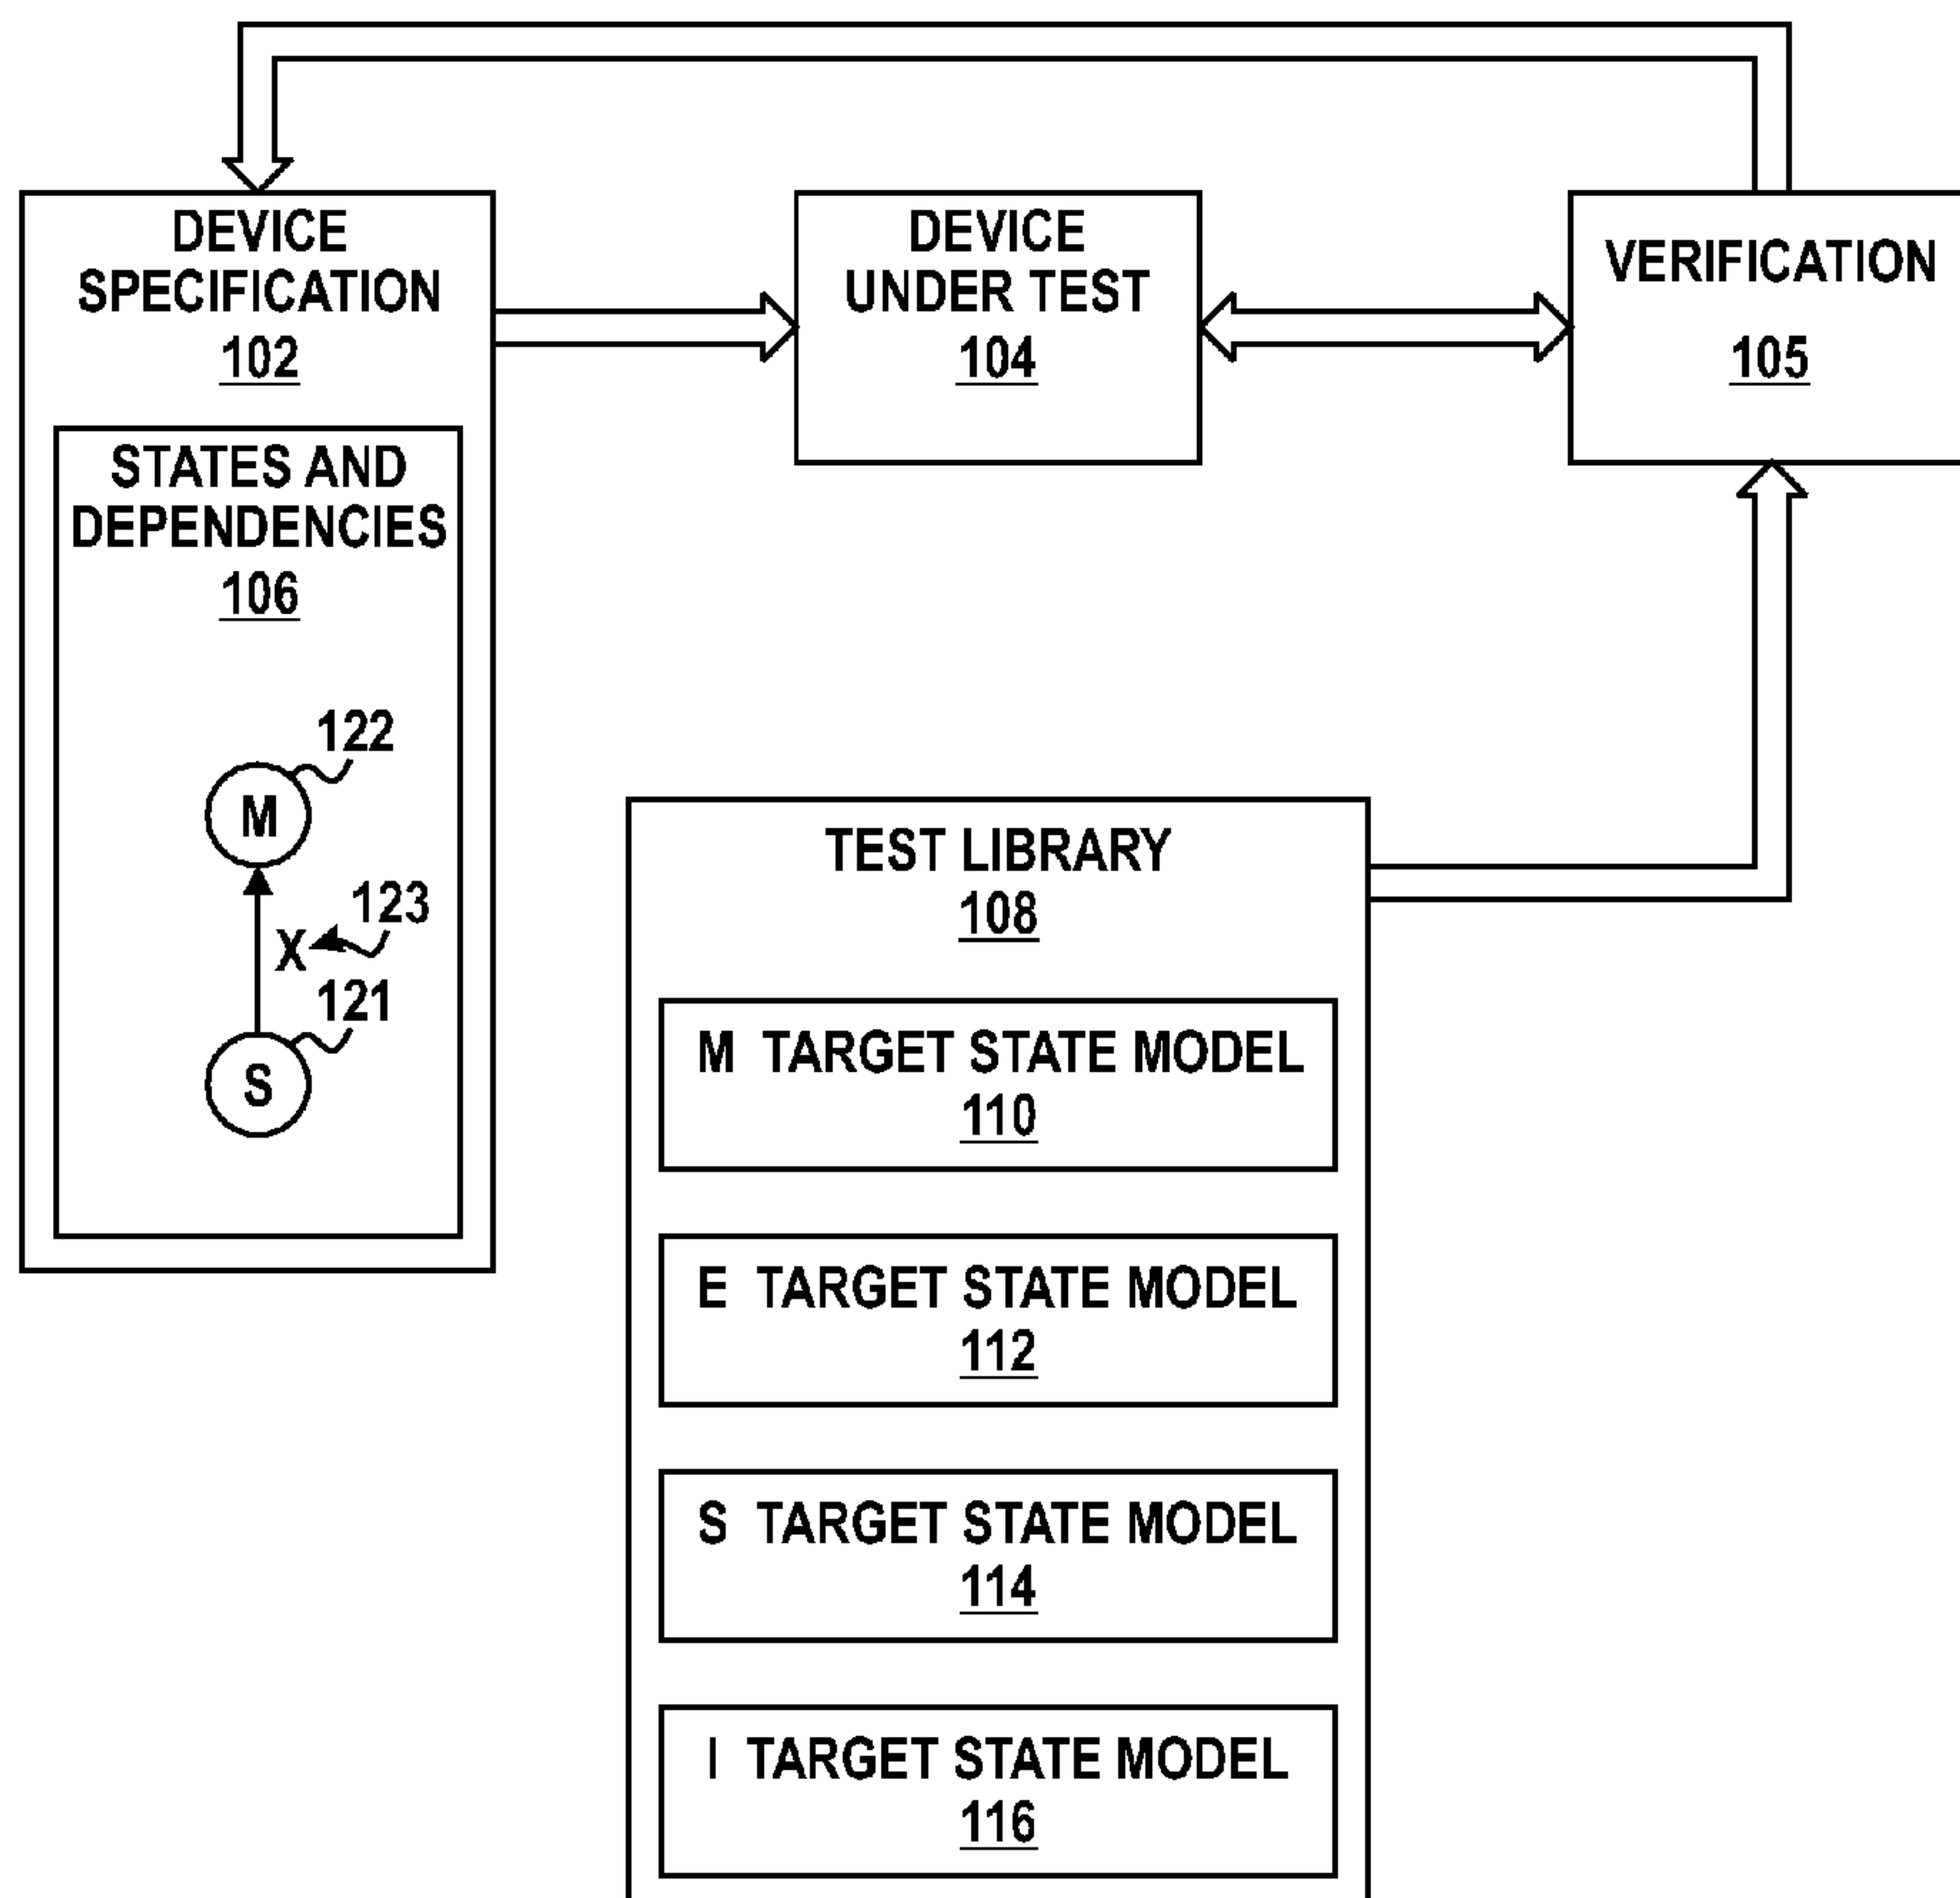 DEVICE
SPECIFICATION
102
STATES AND
DEPENDENCIES
106
122
M
123
X
121
S
DEVICE
UNDER TEST
104
VERIFICATION
105
TEST LIBRARY
108
M TARGET STATE MODEL
110
E TARGET STATE MODEL
112
S TARGET STATE MODEL
114
I TARGET STATE MODEL
116